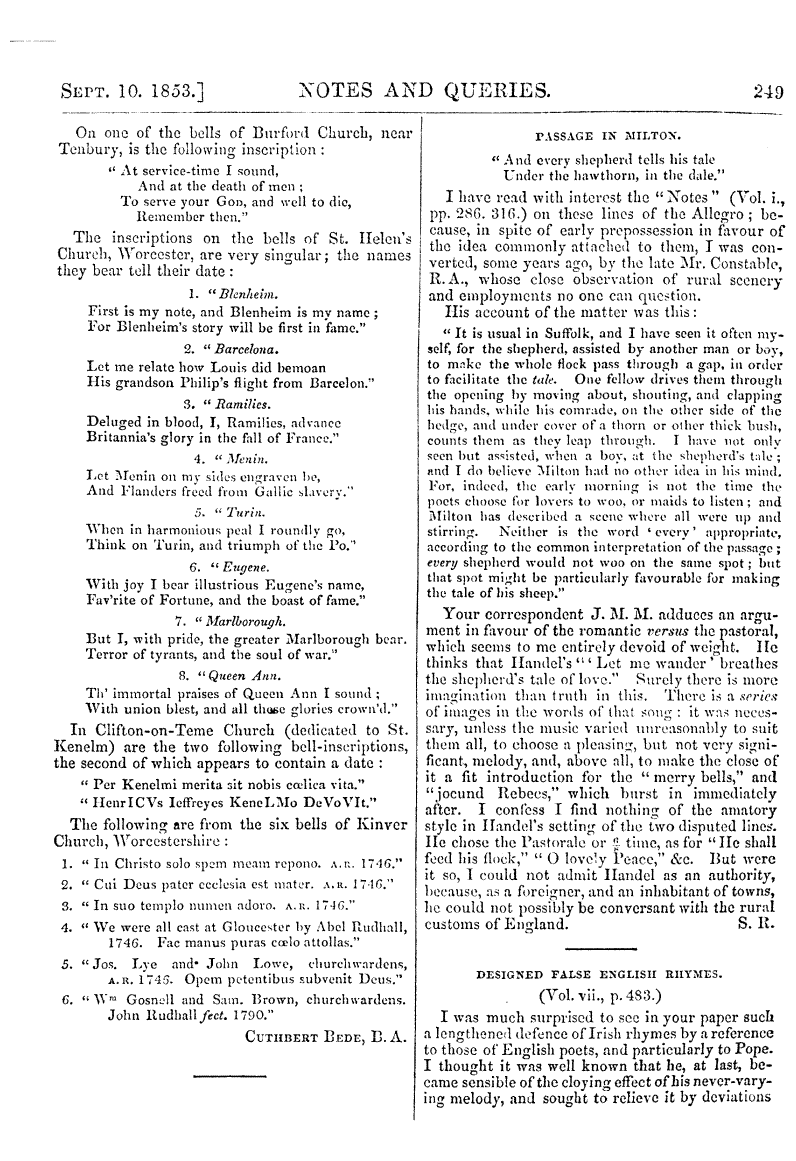 SEPT. 10. 1853.] NOTES AND QUERIES. 249
On one of the bells of Burford Church, near
Tenbury, is the following inscription :
" At service-time I sound,
And at the death of men ;
To serve your GOD, and well to die,
Remember then."
The inscriptions on the bells of St. Helen's
Church, Worcester, are very singular; the names
they bear tell their date :
1. "Blenheim.
First is my note, and Blenheim is my name ;
For Blenheim's story will be first in fame."
2. "Barcelona.
Let me relate how Louis did bemoan
His grandson Philip's flight from Barcelon."
3. "Ramilies.
Deluged in blood, I, Ramilies, advance
Britannia's glory in the fall of France."
4. "Menin.
Let Menin on my sides engraven be,
And Flanders freed from Gallic slavery."
5. "Turin.
When in harmonious peal I roundly go,
Think on Turin, and triumph of the Po."
6. "Eugene.
With joy I bear illustrious Eugene's name,
Fav'rite of Fortune, and the boast of fame."
7. "Marlborough.
But I, with pride, the greater Marlborough bear.
Terror of tyrants, and the soul of war."
8. "Queen Ann.
Th' immortal praises of Queen Ann I sound ;
With union blest, and all these glories crown'd."
In Clifton-on-Teme Church (dedicated to St.
Kenelm) are the two following bell-inscriptions,
the second of which appears to contain a date :
" Per Kenelmi merita sit nobis cœlica vita."
" HenrICVs Ieffreyes KeneLMo DeVoVIt."
The following are from the six bells of Kinver
Church, Worcestershire :
1. " In Christo solo spem meam repono. A.R. 1746."
2. " Cui Deus pater ecclesia est mater. A.R. 1746."
3. " In suo templo numen adoro. A.R. 1746."
4. " We were all cast at Gloucester by Abel Rudhall,
1746. Fac manus puras cœlo attollas."
5. "Jos. Lye and John Lowe, churchwardens,
A.R. 1746. Opem petentibus subvenit Deus."
6. " Wm Gosnell and Sam. Brown, churchwardens.
John Rudhall fect. 1790."
CUTHBERT BEDE, B.A.
PASSAGE IN MILTON.
" And every shepherd tells his tale
Under the hawthorn, in the dale."
I have read with interest the "Notes" (Vol. i.,
pp. 286. 316.) on these lines of the Allegro ; be-
cause, in spite of early prepossession in favour of
the idea commonly attached to them, I was con-
verted, some years ago, by the late Mr. Constable,
R.A., whose close observation of rural scenery
and employments no one can question.
His account of the matter was this :
" It is usual in Suffolk, and I have seen it often my-
self, for the shepherd, assisted by another man or boy,
to make the whole flock pass through a gap, in order
to facilitate the tale. One fellow drives them through
the opening by moving about, shouting, and clapping
his hands, while his comrade, on the other side of the
hedge, and under cover of a thorn or other thick bush,
counts them as they leap through. I have not only
seen but assisted, when a boy, at the shepherd's tale ;
and I do believe Milton had no other idea in his mind.
For, indeed, the early morning is not the time the
poets choose for lovers to woo, or maids to listen ; and
Milton has described a scene where all were up and
stirring. Neither is the word ' every' appropriate,
according to the common interpretation of the passage ;
every shepherd would not woo on the same spot ; but
that spot might be particularly favourable for making
the tale of his sheep."
Your correspondent J. M. M. adduces an argu-
ment in favour of the romantic versus the pastoral,
which seems to me entirely devoid of weight. He
thinks that Handel's "' Let me wander' breathes
the shepherd's tale of love." Surely there is more
imagination than truth in this. There is a series
of images in the words of that song : it was neces-
sary, unless the music varied unreasonably to suit
them all, to choose a pleasing, but not very signi-
ficant, melody, and, above all, to make the close of
it a fit introduction for the " merry bells," and
"jocund Rebecs," which burst in immediately
after. I confess I find nothing of the amatory
style in Handel's setting of the two disputed lines.
He chose the Pastorale or time, as for "He shall
feed his flock," " O lovely Peace," &c. But were
it so, I could not admit Handel as an authority,
because, as a foreigner, and an inhabitant of towns,
he could not possibly be conversant with the rural
customs of England. S. R.
DESIGNED FALSE ENGLISH RHYMES.
(Vol. vii., p. 483.)
I was much surprised to see in your paper such
a lengthened defence of Irish rhymes by a reference
to those of English poets, and particularly to Pope.
I thought it was well known that he, at last, be-
came sensible of the cloying effect of his never-vary-
ing melody, and sought to relieve it by deviations